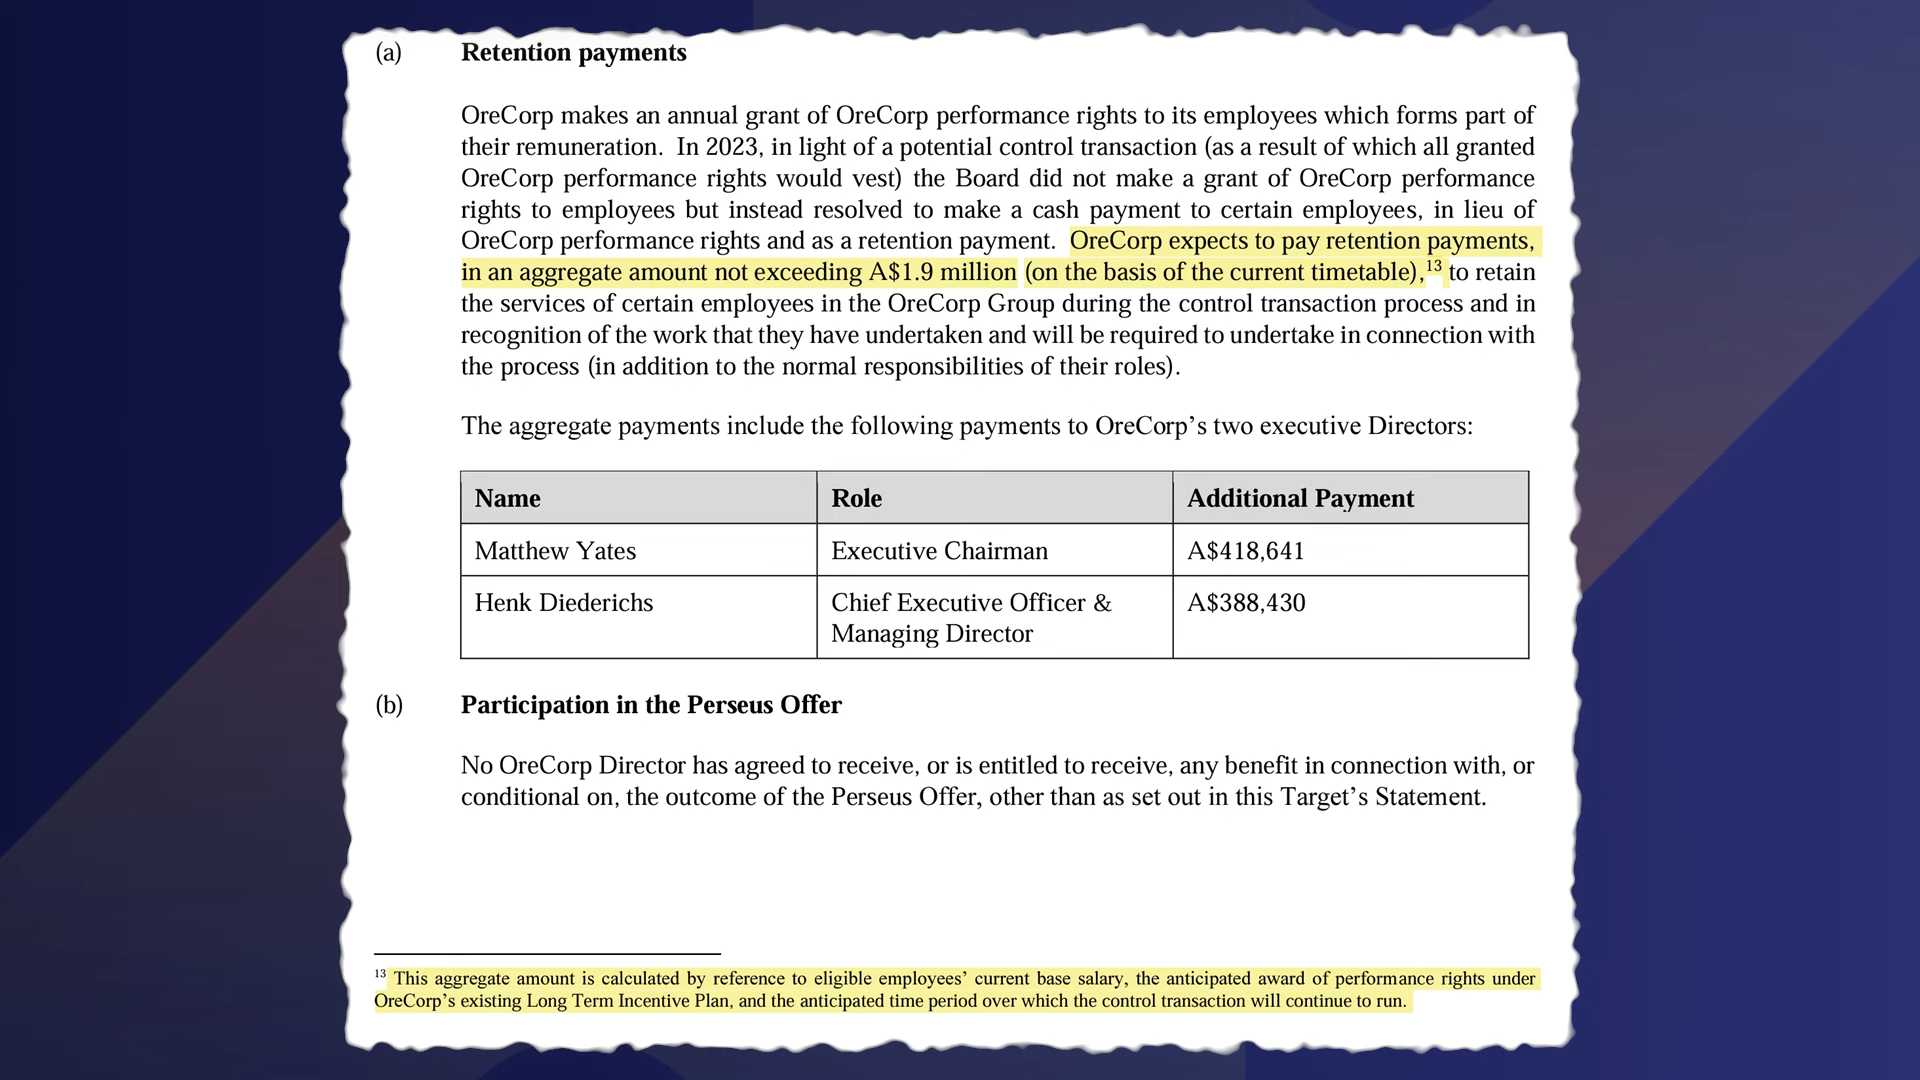 (a) Retention payments
OreCorp makes an annual grant of OreCorp performance rights to its employees which forms part of
their remuneration.  In 2023, in light of a potential control transaction (as a result of which all granted
OreCorp performance rights would vest) the Board did not make a grant of OreCorp performance
rights to employees but instead resolved to make a cash payment to certain employees, in lieu of
OreCorp performance rights and as a retention payment.  OreCorp expects to pay retention payments,
in an aggregate amount not exceeding A$1.9 million (on the basis of the current timetable),13 to retain
the services of certain employees in the OreCorp Group during the control transaction process and in
recognition of the work that they have undertaken and will be required to undertake in connection with
the process (in addition to the normal responsibilities of their roles).
The aggregate payments include the following payments to OreCorp’s two executive Directors:
Name Role Additional Payment
Matthew Yates Executive Chairman A$418,641
Henk Diederichs Chief Executive Officer & A$388,430
Managing Director
(b) Participation in the Perseus Offer
No OreCorp Director has agreed to receive, or is entitled to receive, any benefit in connection with, or
conditional on, the outcome of the Perseus Offer, other than as set out in this Target’s Statement.
13 This aggregate amount is calculated by reference to eligible employees’ current base salary, the anticipated award of performance rights under
OreCorp’s existing Long Term Incentive Plan, and the anticipated time period over which the control transaction will continue to run.